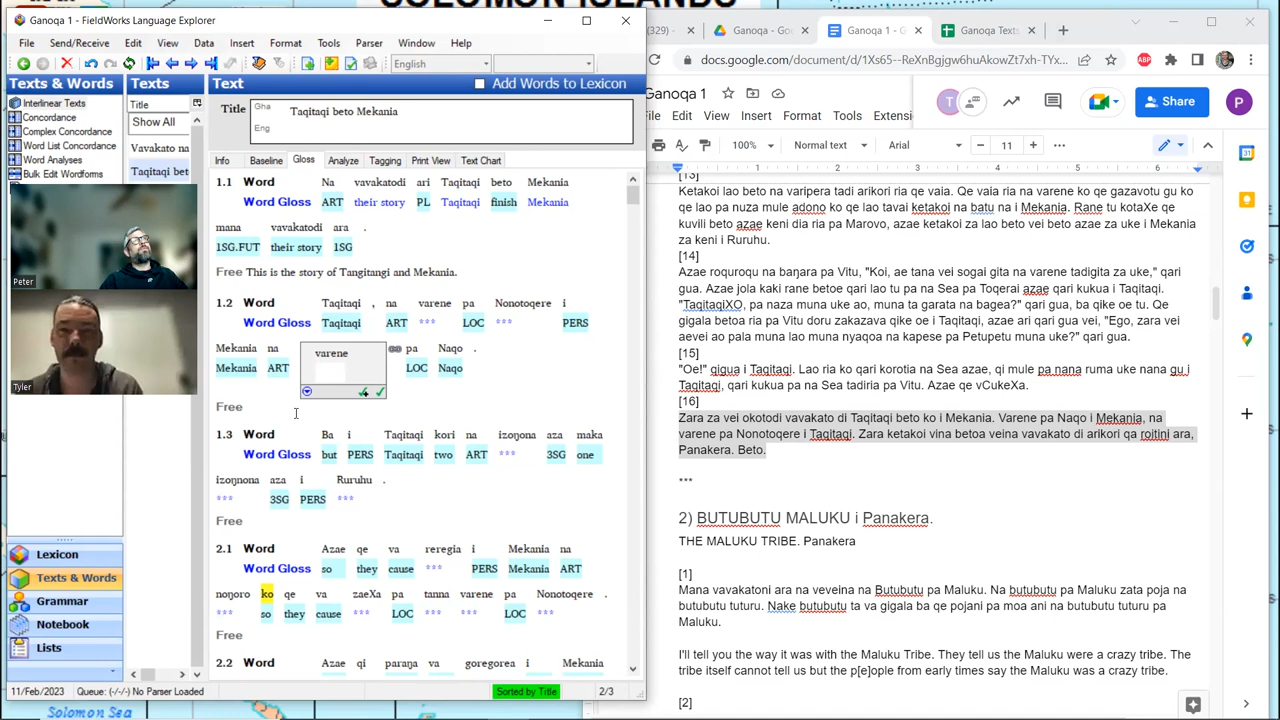 SOLOMON ISLANDS
Ganoqa 1 - FieldWorks Language Explorer
File Send/Receive Edit View Data Insert Format Tools Parser Window Help
English
Texts & Words
Texts
Text
Add Words to Lexicon
Interlinear Texts
Concordance
Complex Concordance
Word List Concordance
Word Analyses
Bulk Edit Wordforms
Title
Show All
Vavakato na
Taqitaqi bet
Title Gha Taqitaqi beto Mekania
Eng
Info Baseline Gloss Analyze Tagging Print View Text Chart
1.1 Word Na vavakatodi ari Taqitaqi beto Mekania
Word Gloss ART their story PL Taqitaqi finish Mekania
mana vavakatodi ara .
1SG.FUT their story 1SG
Free This is the story of Tangitangi and Mekania.
1.2 Word Taqitaqi , na varene pa Nonotoqere i
Word Gloss Taqitaqi ART *** LOC *** PERS
Mekania na varene pa Naqo .
Mekania ART LOC Naqo
Free
1.3 Word Ba i Taqitaqi kori na izoŋona aza maka
Word Gloss but PERS Taqitaqi two ART *** 3SG one
izoŋnona aza i Ruruhu .
*** 3SG PERS ***
Free
2.1 Word Azae qe va reregia i Mekania na
Word Gloss so they cause *** PERS Mekania ART
noŋoro ko qe va zaeXa pa tanna varene pa Nonotoqere .
*** so they cause *** LOC *** *** LOC ***
Free
2.2 Word Azae qi paraŋa va goregorea i Mekania
Peter
Tyler
Lexicon
Texts & Words
Grammar
Notebook
Lists
11/Feb/2023 Queue: (-/-/-) No Parser Loaded Sorted by Title 2/3
Solomon Sea
(329)
Ganoqa - Goo
Ganoqa 1 - G
Ganoqa Texts
docs.google.com/document/d/1Xs65--ReXnBgjgw6huAkowZt7xh-TYx...
ABP
P
Ganoqa 1
T
Share
P
File Edit View Insert Format Tools Extensi
100% Normal text Arial 11
1 2 3 4 5 6
[13]
Ketakoi lao beto na varipera tadi arikori ria qe vaia. Qe vaia ria na varene ko qe gazavotu gu ko
qe lao pa nuza mule adono ko qe lao tavai ketakoi na batu na i Mekania. Rane tu kotaXe qe
kuvili beto azae keni dia ria pa Marovo, azae ketakoi za lao beto vei beto azae za uke i Mekania
za keni i Ruruhu.
[14]
Azae roquroqu na baŋara pa Vitu, "Koi, ae tana vei sogai gita na varene tadigita za uke," qari
gua. Azae jola kaki rane betoe qari lao tu pa na Sea pa Toqerai azae qari kukua i Taqitaqi.
"TaqitaqiXO, pa naza muna uke ao, muna ta garata na bagea?" qari gua, ba qike oe tu. Qe
gigala betoa ria pa Vitu doru zakazava qike oe i Taqitaqi, azae ari qari gua vei, "Ego, zara vei
aevei ao pala muna lao muna nyaqoa na kapese pa Petupetu muna uke?" qari gua.
[15]
"Oe!" qigua i Taqitaqi. Lao ria ko qari korotia na Sea azae, qi mule pa nana ruma uke nana gu i
Taqitaqi, qari kukua pa na Sea tadiria pa Vitu. Azae qe vCukeXa.
[16]
Zara za vei okotodi vavakato di Taqitaqi beto ko i Mekania. Varene pa Naqo i Mekania, na
varene pa Nonotoqere i Taqitaqi. Zara ketakoi vina betoa veina vavakato di arikori qa roitini ara,
Panakera. Beto.
***
2) BUTUBUTU MALUKU i Panakera.
THE MALUKU TRIBE. Panakera
[1]
Mana vavakatoni ara na veveina na Butubutu pa Maluku. Na butubutu pa Maluku zata poja na
butubutu tuturu. Nake butubutu ta va gigala ba qe pojani pa moani na butubutu tuturu pa
Maluku.
I'll tell you the way it was with the Maluku Tribe. They tell us the Maluku were a crazy tribe. The
tribe itself cannot tell us but the p[e]ople from early times say the Maluku was a crazy tribe.
[2]